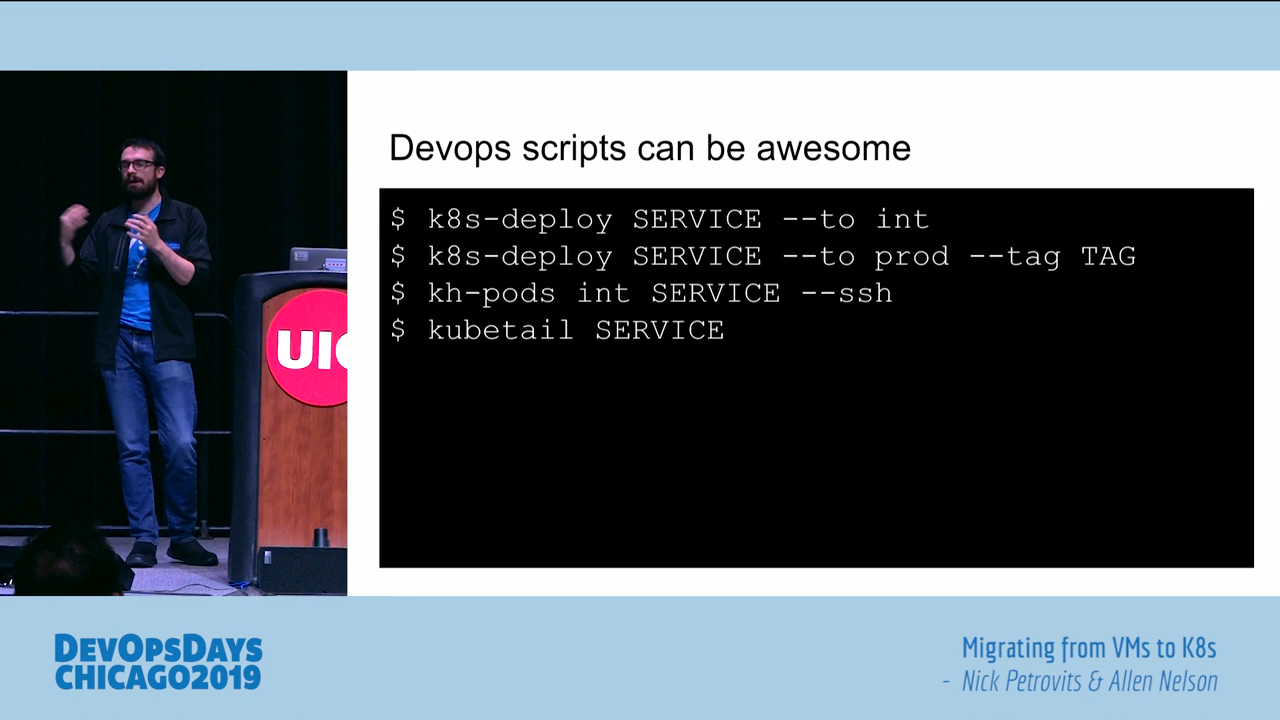 Devops scripts can be awesome
$ k8s-deploy SERVICE --to int
$ k8s-deploy SERVICE --to prod --tag TAG
$ kh-pods int SERVICE --ssh
$ kubetail SERVICE
UIC
DEVOPSDAYS
CHICAGO2019
Migrating from VMs to K8s
- Nick Petrovits & Allen Nelson